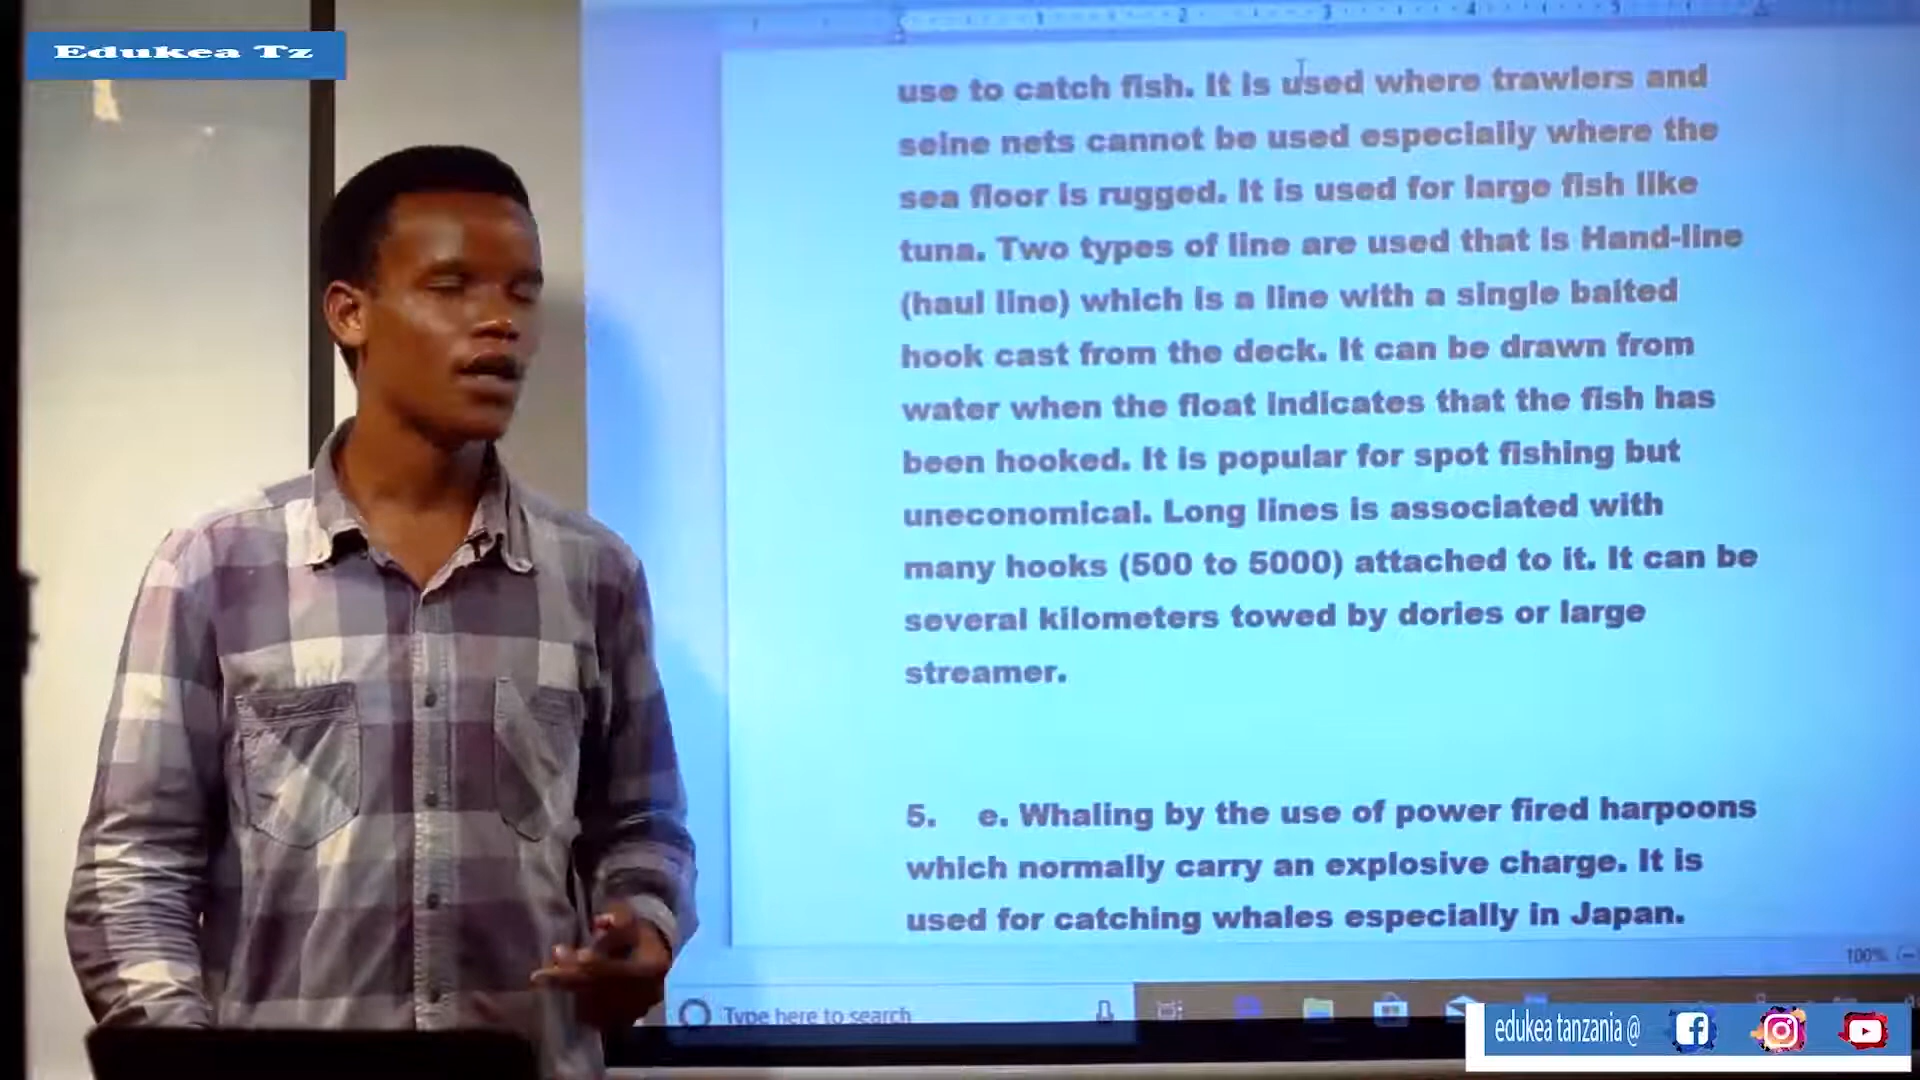 Edukea Tz
use to catch fish. It is used where trawlers and
seine nets cannot be used especially where the
sea floor is rugged. It is used for large fish like
tuna. Two types of line are used that is Hand-line
(haul line) which is a line with a single baited
hook cast from the deck. It can be drawn from
water when the float indicates that the fish has
been hooked. It is popular for spot fishing but
uneconomical. Long lines is associated with
many hooks (500 to 5000) attached to it. It can be
several kilometers towed by dories or large
streamer.
5. e. Whaling by the use of power fired harpoons
which normally carry an explosive charge. It is
used for catching whales especially in Japan.
100%
Type here to search
edukea tanzania @